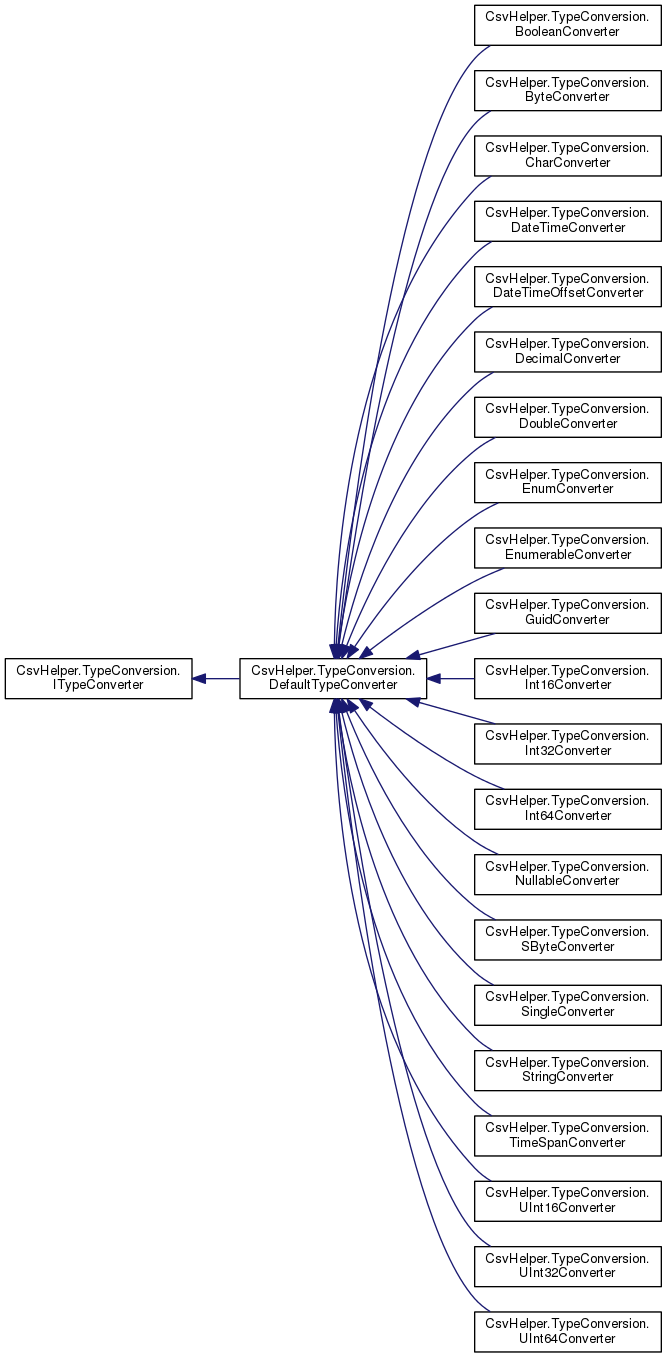 CsvHelper.TypeConversion.
BooleanConverter
CsvHelper.TypeConversion.
ByteConverter
CsvHelper.TypeConversion.
CharConverter
CsvHelper.TypeConversion.
DateTimeConverter
CsvHelper.TypeConversion.
DateTimeOffsetConverter
CsvHelper.TypeConversion.
DecimalConverter
CsvHelper.TypeConversion.
DoubleConverter
CsvHelper.TypeConversion.
EnumConverter
CsvHelper.TypeConversion.
EnumerableConverter
CsvHelper.TypeConversion.
GuidConverter
CsvHelper.TypeConversion.
ITypeConverter
CsvHelper.TypeConversion.
DefaultTypeConverter
CsvHelper.TypeConversion.
Int16Converter
CsvHelper.TypeConversion.
Int32Converter
CsvHelper.TypeConversion.
Int64Converter
CsvHelper.TypeConversion.
NullableConverter
CsvHelper.TypeConversion.
SByteConverter
CsvHelper.TypeConversion.
SingleConverter
CsvHelper.TypeConversion.
StringConverter
CsvHelper.TypeConversion.
TimeSpanConverter
CsvHelper.TypeConversion.
UInt16Converter
CsvHelper.TypeConversion.
UInt32Converter
CsvHelper.TypeConversion.
UInt64Converter